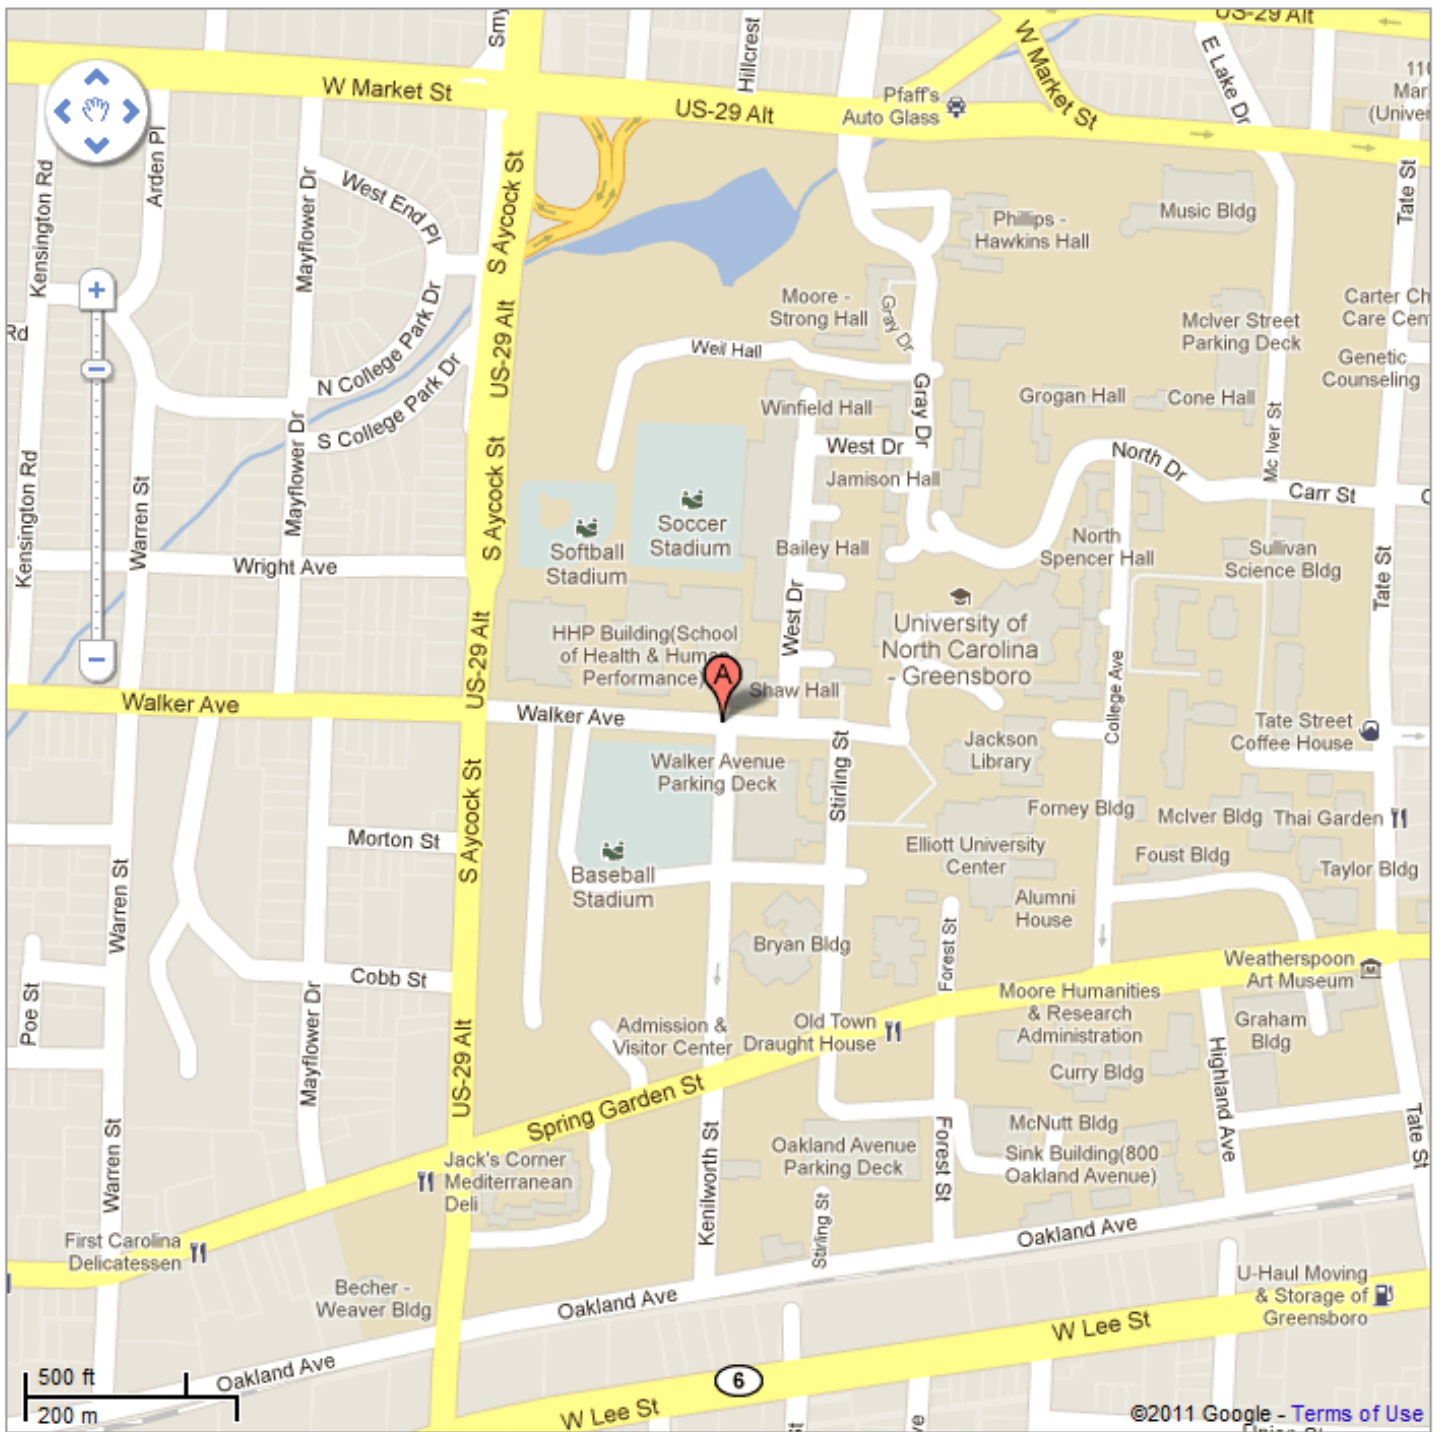 US-29 Alt
Smy
Hillcrest
W Market St
E Lake Dr
W Market St
US-29 Alt
Pfaff's
Auto Glass
110
Mar
(Univer
Kensington Rd
Arden Pl
Mayflower Dr
West End Pl
S Aycock St
Phillips -
Hawkins Hall
Music Bldg
Tate St
+
Rd
N College Park Dr
US-29 Alt
Moore -
Strong Hall
Gray Dr
McIver Street
Parking Deck
Carter Ch
Care Cen
Genetic
Counseling
Weil Hall
S College Park Dr
Mayflower Dr
Winfield Hall
Gray Dr
Grogan Hall
Cone Hall
Mc Iver St
West Dr
Jamison Hall
North Dr
Carr St
C
Kensington Rd
Warren St
S Aycock St
Soccer
Stadium
Softball
Stadium
Bailey Hall
North
Spencer Hall
Sullivan
Science Bldg
Tate St
Wright Ave
West Dr
University of
North Carolina
- Greensboro
US-29 Alt
HHP Building(School
of Health & Human
Performance)
A
Shaw Hall
−
Walker Ave
Walker Ave
College Ave
Tate Street
Coffee House
Jackson
Library
Walker Avenue
Parking Deck
Stirling St
S Aycock St
Morton St
Forney Bldg
McIver Bldg
Thai Garden
Elliott University
Center
Foust Bldg
Taylor Bldg
Baseball
Stadium
Warren St
Alumni
House
Bryan Bldg
Forest St
Weatherspoon
Art Museum
Cobb St
Poe St
Mayflower Dr
US-29 Alt
Admission &
Visitor Center
Old Town
Draught House
Moore Humanities
& Research
Administration
Graham
Bldg
Highland Ave
Curry Bldg
Spring Garden St
McNutt Bldg
Tate St
Warren St
Jack's Corner
Mediterranean
Deli
Kenilworth St
Oakland Avenue
Parking Deck
Forest St
Sink Building(800
Oakland Avenue)
Stirling St
Oakland Ave
First Carolina
Delicatessen
Becher -
Weaver Bldg
Oakland Ave
U-Haul Moving
& Storage of
Greensboro
W Lee St
Oakland Ave
6
W Lee St
500 ft
200 m
©2011 Google - Terms of Use